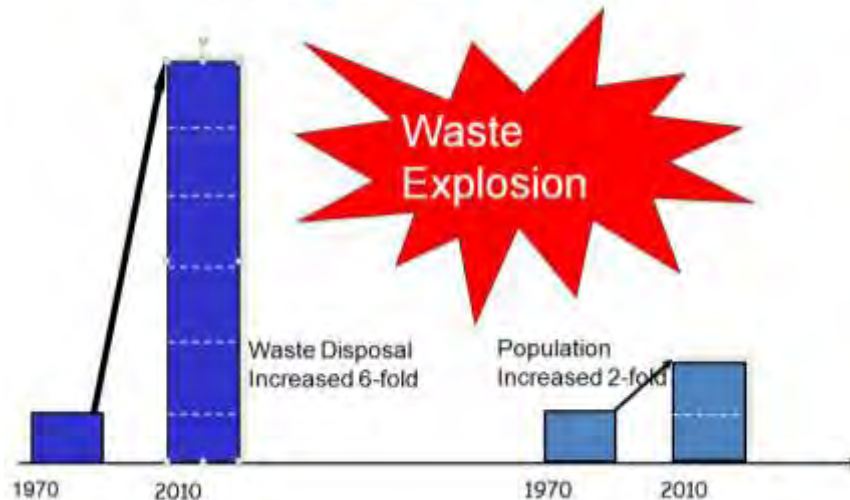 Waste
Explosion
Waste Disposal
Increased 6-fold
Population
Increased 2-fold
1970
2010
1970
2010